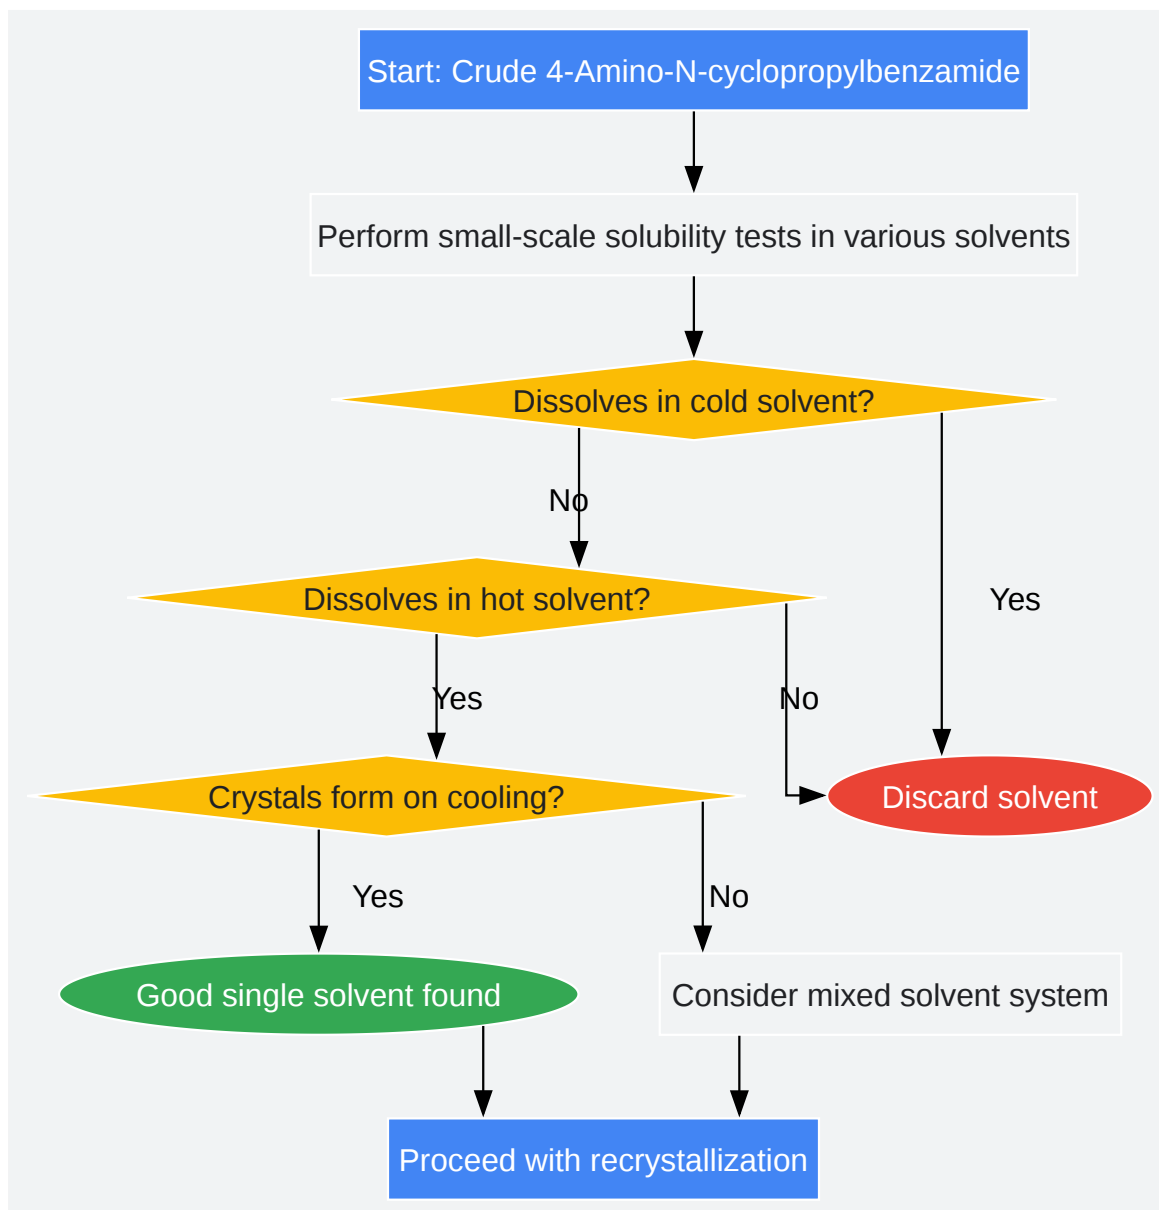 Start: Crude 4-Amino-N-cyclopropylbenzamide
Perform small-scale solubility tests in various solvents
Dissolves in cold solvent?
No
Dissolves in hot solvent?
Yes
Yes
No
Crystals form on cooling?
Discard solvent
Yes
No
Good single solvent found
Consider mixed solvent system
Proceed with recrystallization